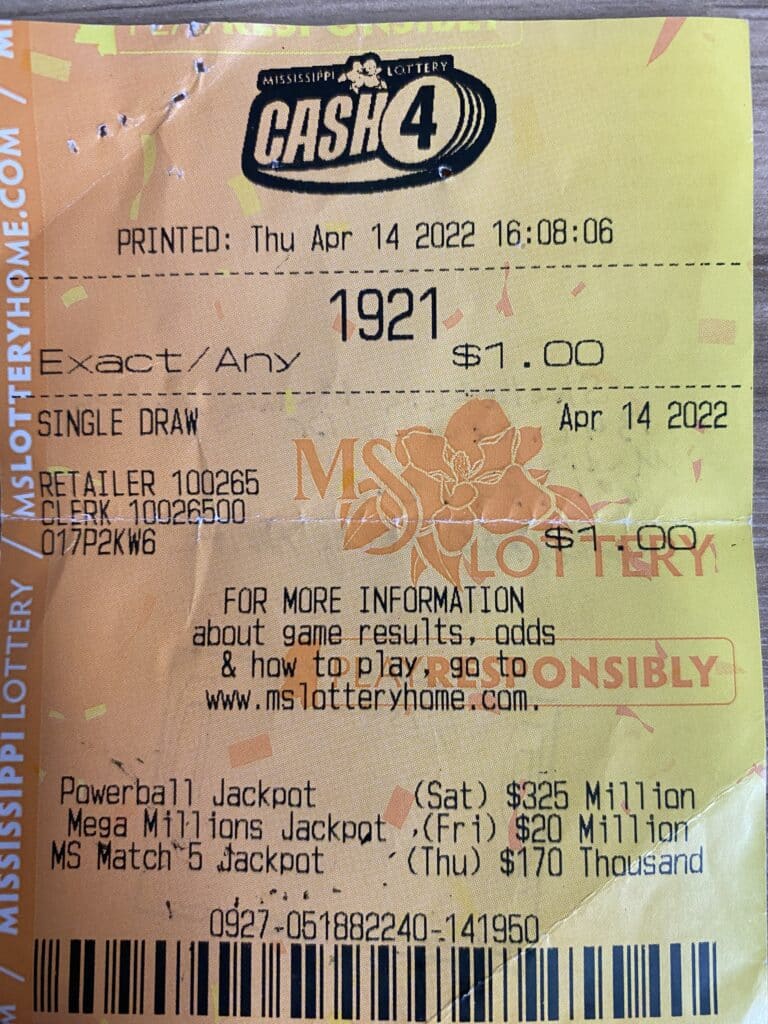 PLAY RESPONSIBLY
MISSISSIPPI LOTTERY
CASH 4
PRINTED: Thu Apr 14 2022 16:08:06
1921
Exact/Any $1.00
SINGLE DRAW Apr 14 2022
MS
RETAILER 100265
CLERK 10026500
017P2KW6 $1.00
LOTTERY
FOR MORE INFORMATION
about game results, odds
& how to play, go to
PLAY RESPONSIBLY
www.mslotteryhome.com.
Powerball Jackpot (Sat) $325 Million
Mega Millions Jackpot (Fri) $20 Million
MS Match 5 Jackpot (Thu) $170 Thousand
0927-051882240-141950
/ MISSISSIPPI LOTTERY / MSLOTTERYHOME.COM /